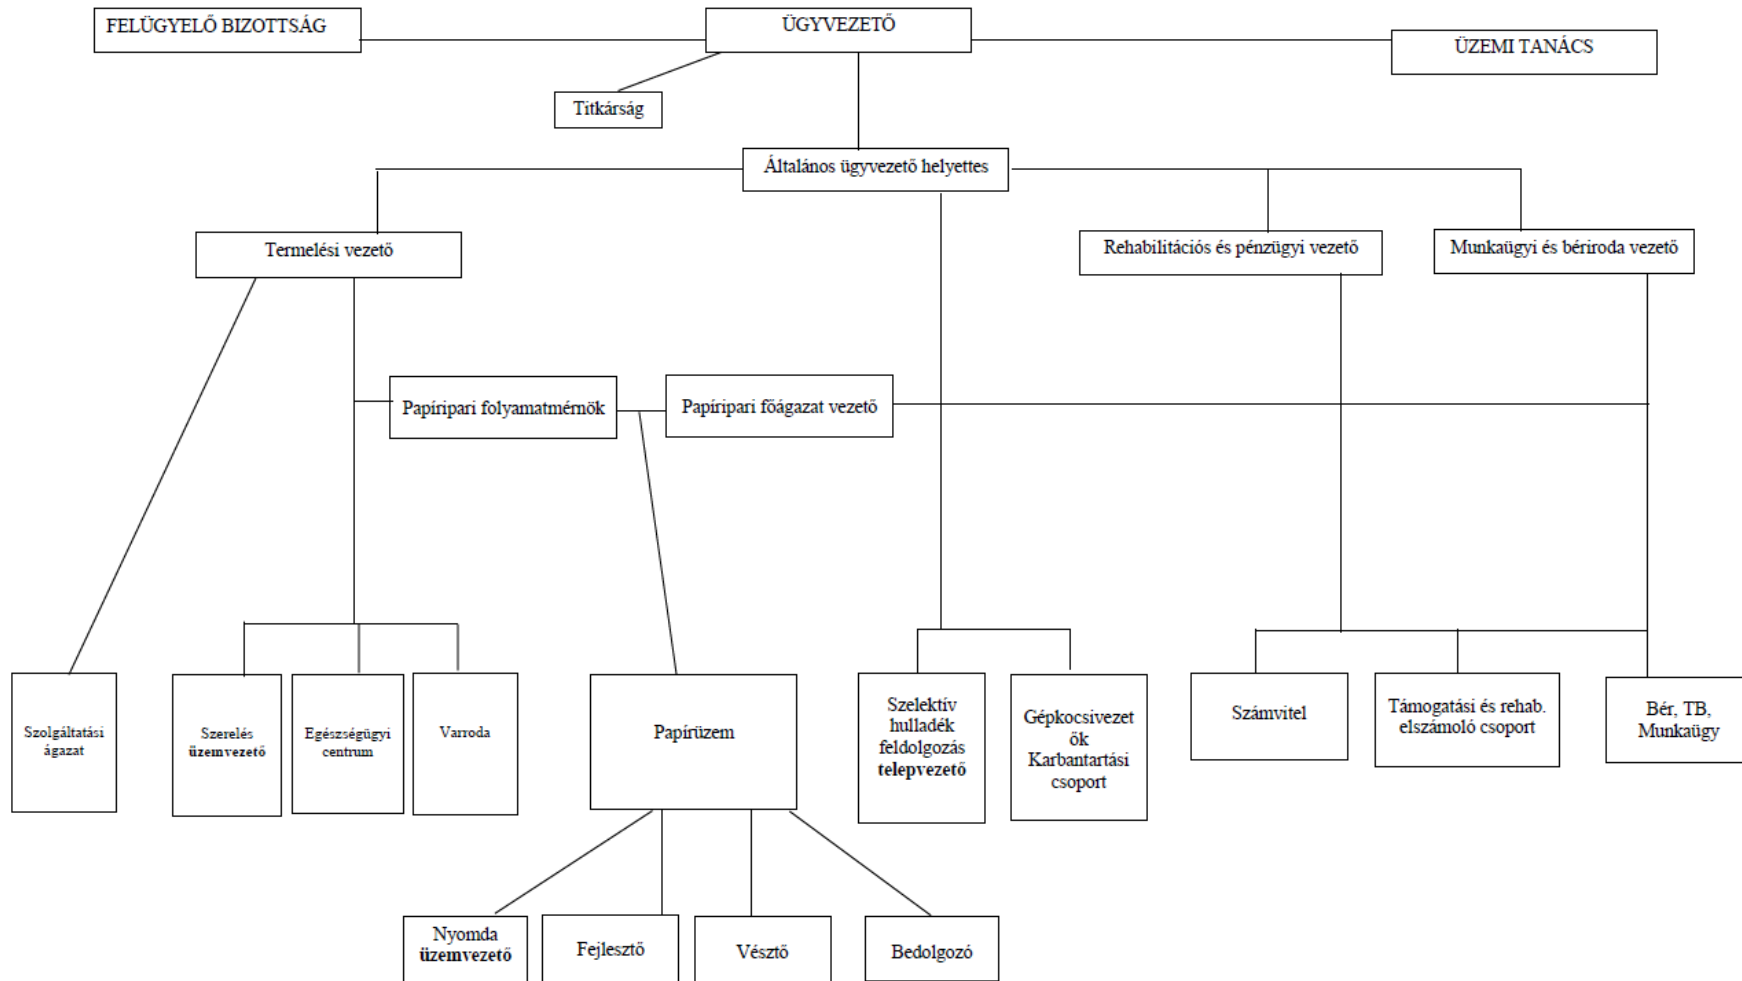 FELÜGYELŐ BIZOTTSÁG
ÜGYVEZETŐ
ÜZEMI TANÁCS
Titkárság
Általános ügyvezető helyettes
Termelési vezető
Rehabilitációs és pénzügyi vezető
Munkaügyi és bériroda vezető
Papíripari folyamatmérnök
Papíripari főágazat vezető
Szolgáltatási
ágazat
Szerelés
üzemvezető
Egészségügyi
centrum
Varroda
Papírüzem
Szelektív
hulladék
feldolgozás
telepvezető
Gépkocsivezet
ők
Karbantartási
csoport
Számvitel
Támogatási és rehab.
elszámoló csoport
Bér, TB,
Munkaügy
Nyomda
üzemvezető
Fejlesztő
Vésztő
Bedolgozó